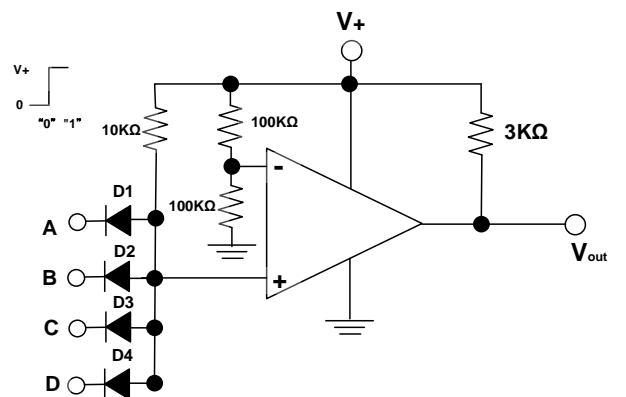 V+
V+
0
"0" "1"
10KΩ
100KΩ
3KΩ
-
100KΩ
D1
A
D2
B
+
Vout
D3
C
D4
D